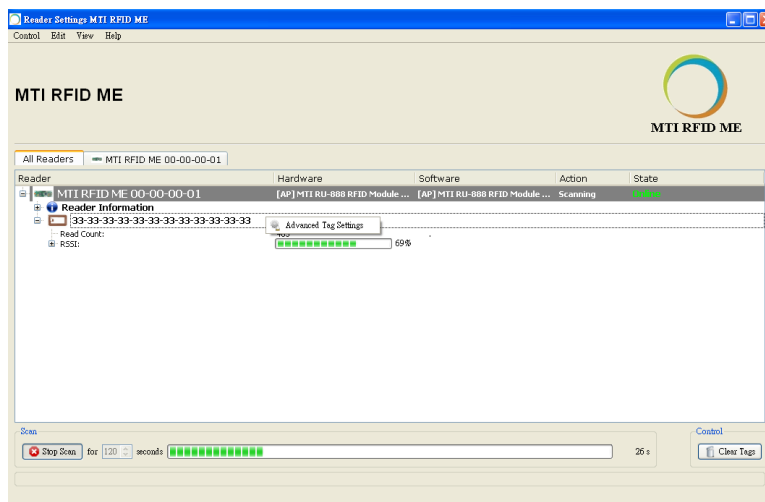 Reader Settings MTI RFID ME
Control Edit View Help
MTI RFID ME
MTI RFID ME
All Readers MTI RFID ME 00-00-00-01
Reader Hardware Software Action State
MTI RFID ME 00-00-00-01 [AP] MTI RU-888 RFID Module ... [AP] MTI RU-888 RFID Module ... Scanning Online
Reader Information
33-33-33-33-33-33-33-33-33-33-33-33 Advanced Tag Settings
Read Count:
RSSI: 69%
Scan Control
Stop Scan for 120 seconds 26 s Clear Tags